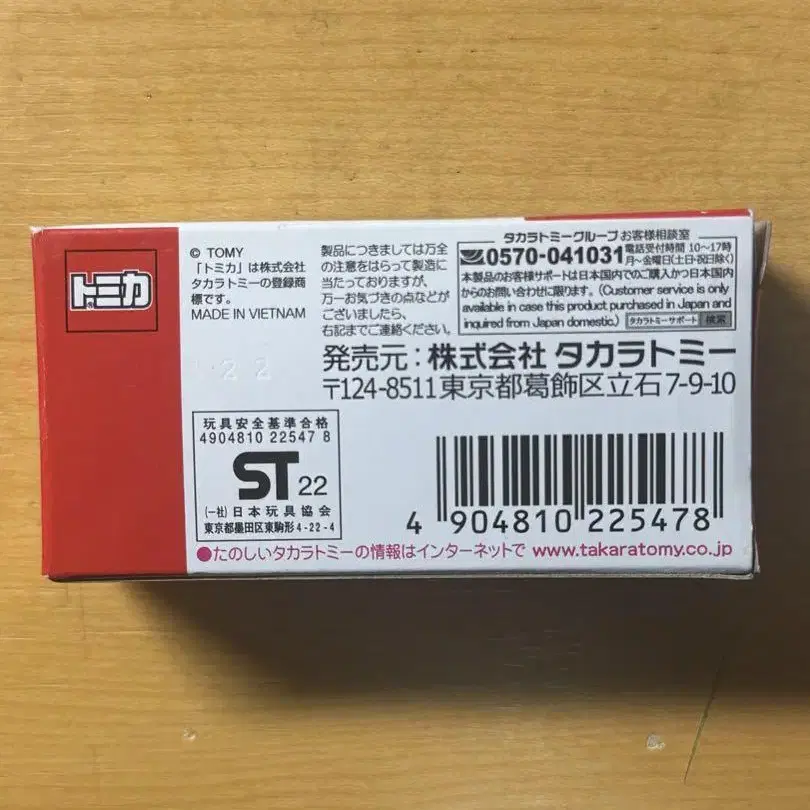 トミカ
© TOMY
「トミカ」は株式会社
タカラトミーの登録商
標です。
MADE IN VIETNAM
製品につきましては万全
の注意をはらって製造に
当たっておりますが、
万一お気づきの点などが
ございましたら、
右記までご連絡ください。
タカラトミーグループお客様相談室
0570-041031 電話受付時間 10〜17時
月〜金曜日(土・日・祝日除く)
本製品のお客様サポートは日本国内でのご購入かつ日本国内
からのお問い合わせに限ります。(Customer service is only
available in case this product purchased in Japan and
inquired from Japan domestic.) タカラトミーサポート 検索
発売元:株式会社 タカラトミー
〒124-8511 東京都葛飾区立石7-9-10
22
玩具安全基準合格
4904810 22547 8
ST 22
(一社)日本玩具協会
東京都墨田区東駒形4-22-4
4 904810 225478
●たのしいタカラトミーの情報はインターネットで www.takaratomy.co.jp